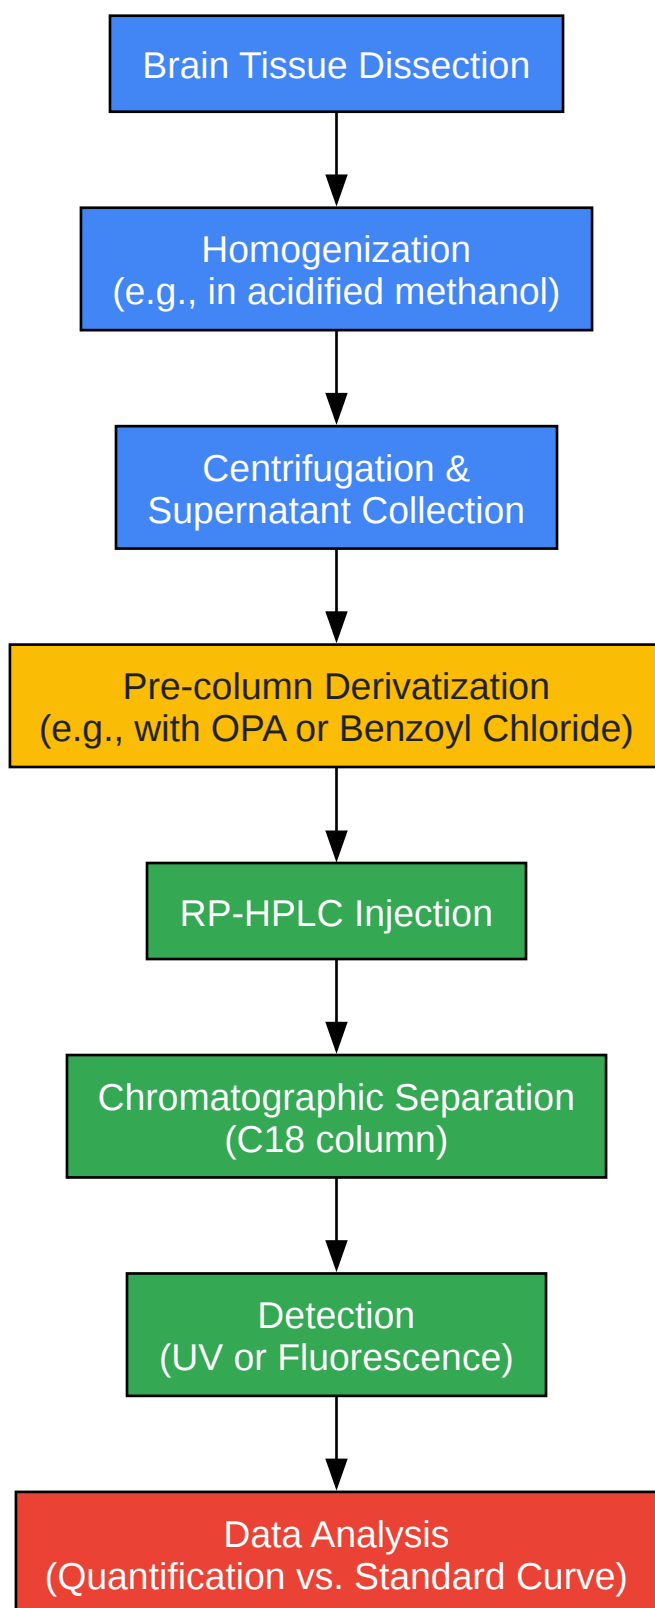 Brain Tissue Dissection
Homogenization
(e.g., in acidified methanol)
Centrifugation &
Supernatant Collection
Pre-column Derivatization
(e.g., with OPA or Benzoyl Chloride)
RP-HPLC Injection
Chromatographic Separation
(C18 column)
Detection
(UV or Fluorescence)
Data Analysis
(Quantification vs. Standard Curve)